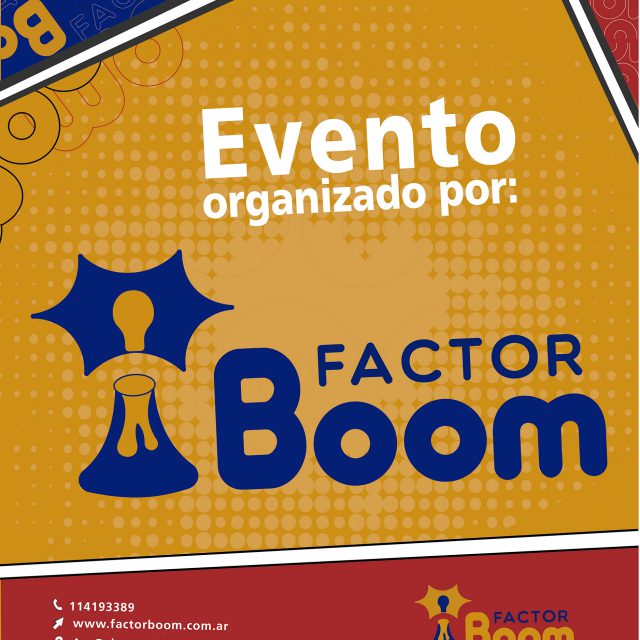 Evento
organizado por:
FACTOR
Boom
114193389
www.factorboom.com.ar
FACTOR
Boom